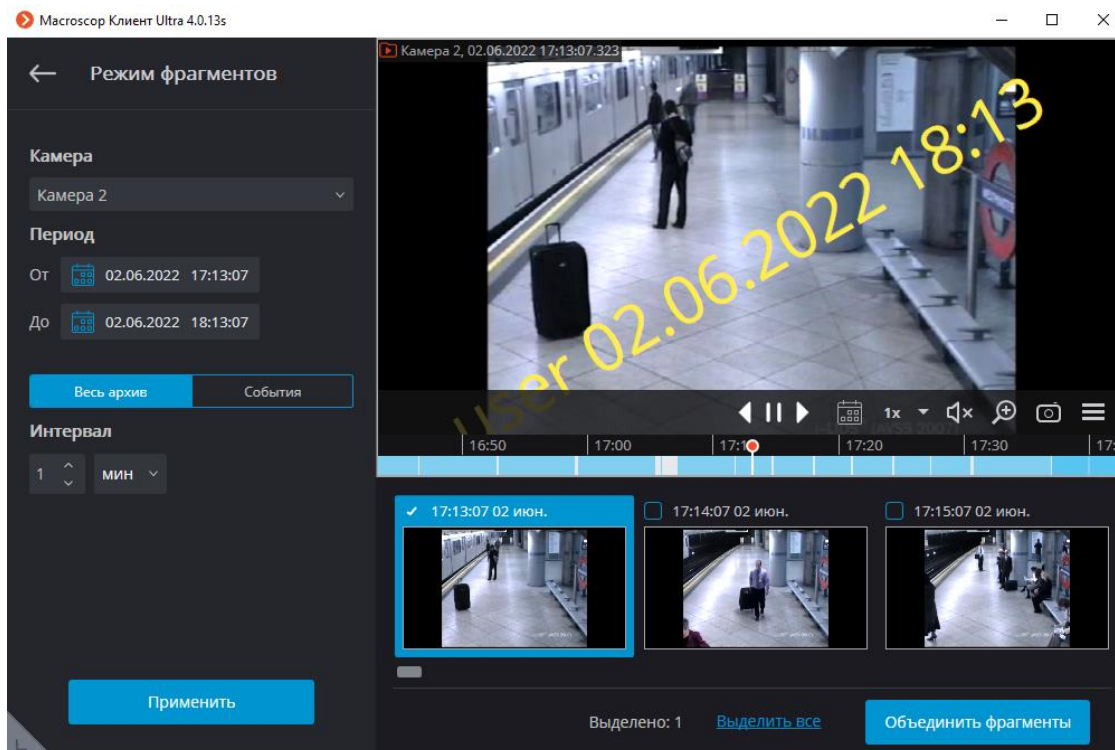 Macroscop Клиент Ultra 4.0.13s
Режим фрагментов
Камера
Камера 2
Период
От 02.06.2022 17:13:07
До 02.06.2022 18:13:07
Весь архив События
Интервал
1 мин
Применить
Камера 2, 02.06.2022 17:13:07.323
User 02.06.2022 18:13
1x
(AVSS 2007)
16:50 17:00 17:20 17:30
17:13:07 02 июн. 17:14:07 02 июн. 17:15:07 02 июн.
Выделено: 1 Выделить все Объединить фрагменты